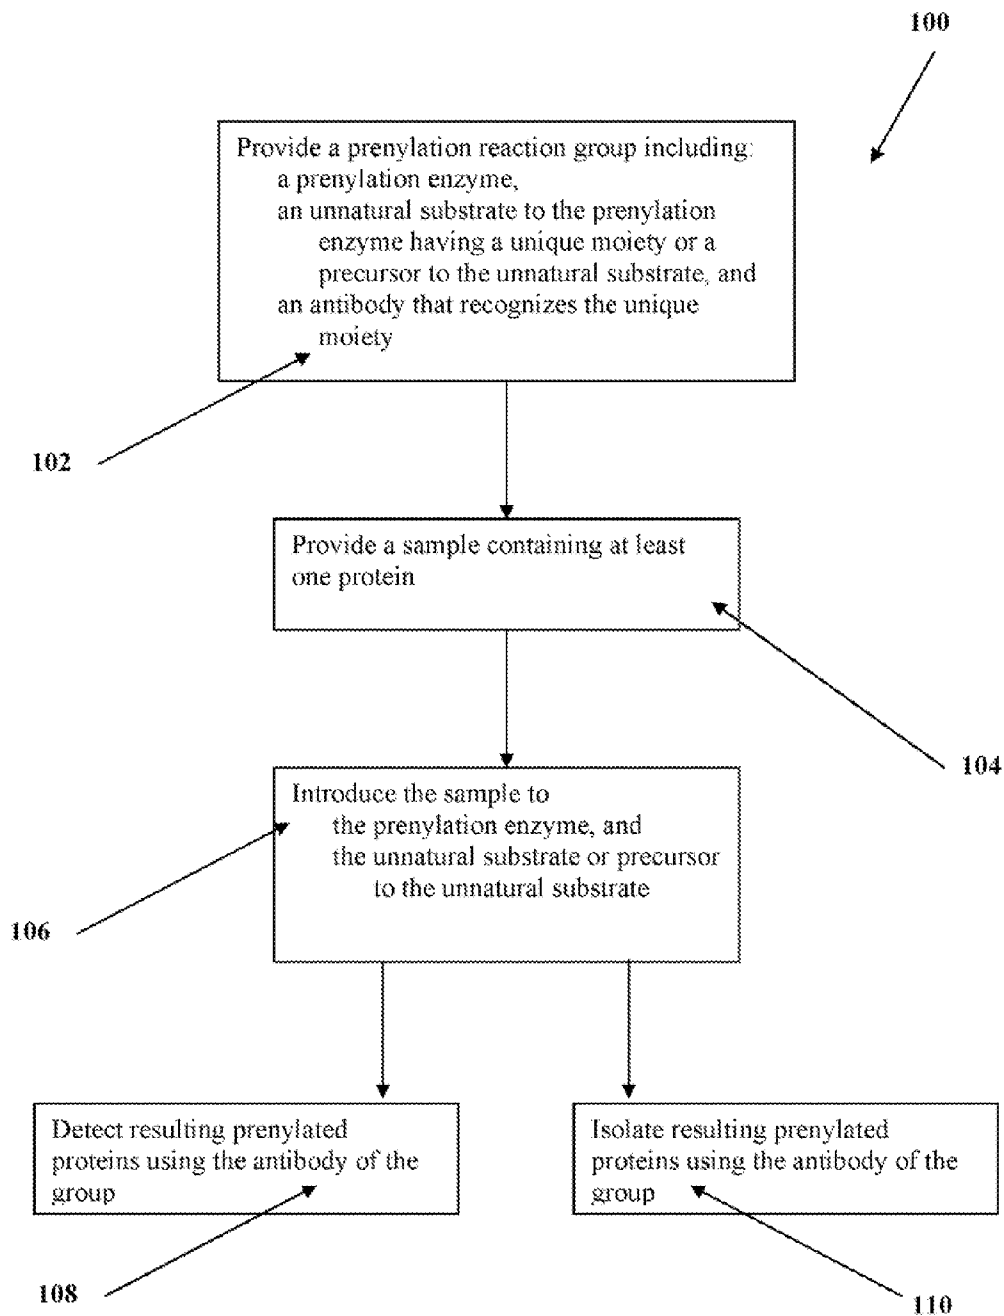 100
Provide a prenylation reaction group including:
a prenylation enzyme,
an unnatural substrate to the prenylation
enzyme having a unique moiety or a
precursor to the unnatural substrate, and
an antibody that recognizes the unique
moiety
102
Provide a sample containing at least
one protein
104
Introduce the sample to
the prenylation enzyme, and
the unnatural substrate or precursor
to the unnatural substrate
106
Detect resulting prenylated
proteins using the antibody of the
group
Isolate resulting prenylated
proteins using the antibody of the
group
108
110